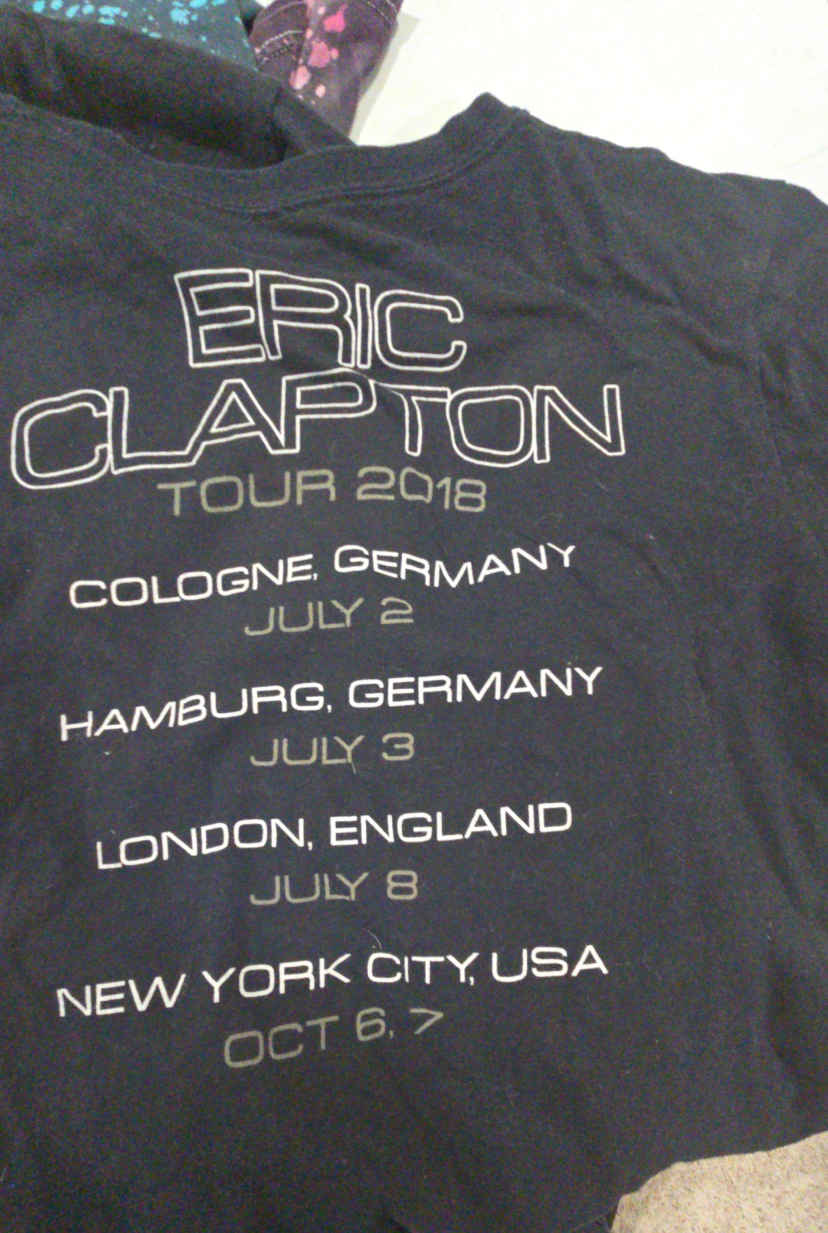 ERIC
CLAPTON
TOUR 2018
COLOGNE, GERMANY
JULY 2
HAMBURG, GERMANY
JULY 3
LONDON, ENGLAND
JULY 8
NEW YORK CITY, USA
OCT 6, 7